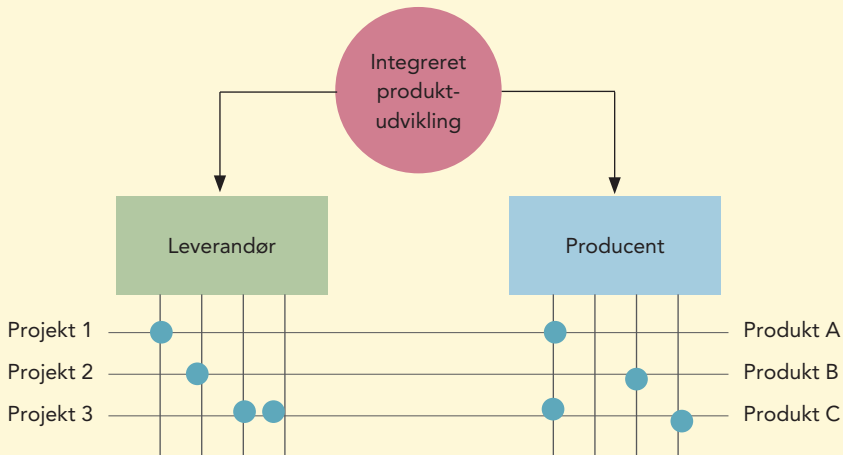 Integreret
produkt-
udvikling
Leverandør
Producent
Projekt 1
Produkt A
Projekt 2
Produkt B
Projekt 3
Produkt C